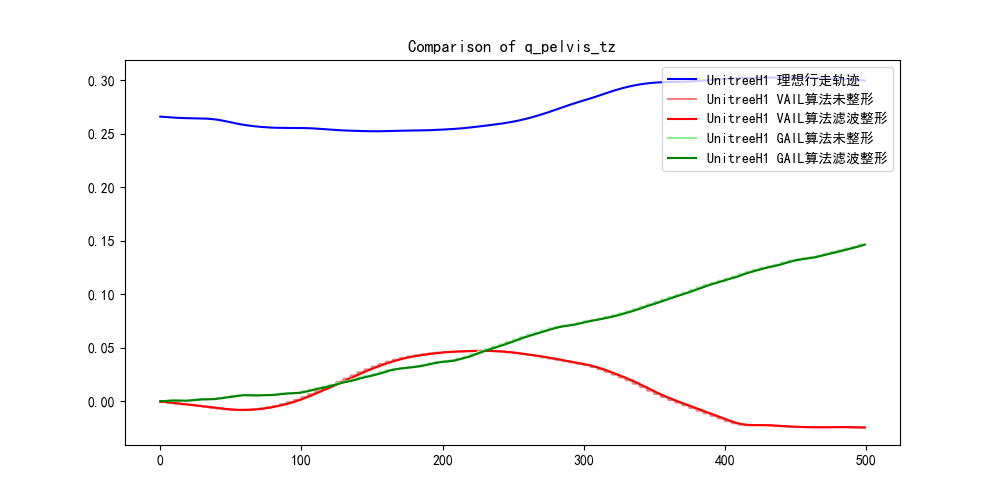 Comparison of q_pelvis_tz
UnitreeH1 理想行走轨迹
UnitreeH1 VAIL算法未整形
UnitreeH1 VAIL算法滤波整形
UnitreeH1 GAIL算法未整形
UnitreeH1 GAIL算法滤波整形
0.30
0.25
0.20
0.15
0.10
0.05
0.00
0 100 200 300 400 500